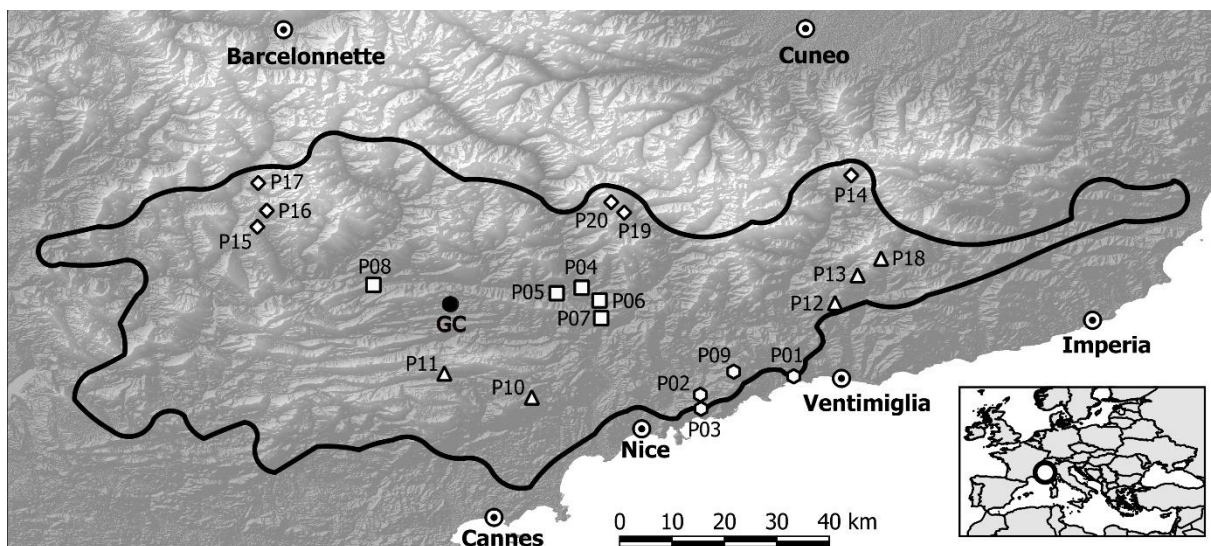 Barcelonnette
Cuneo
P17
P14
P16
P20
P19
P15
P18
P08
P04
P13
P05
P06
P12
GC
P07
Imperia
P11
P09
P01
P02
P10
Ventimiglia
P03
Nice
Cannes
0 10 20 30 40 km